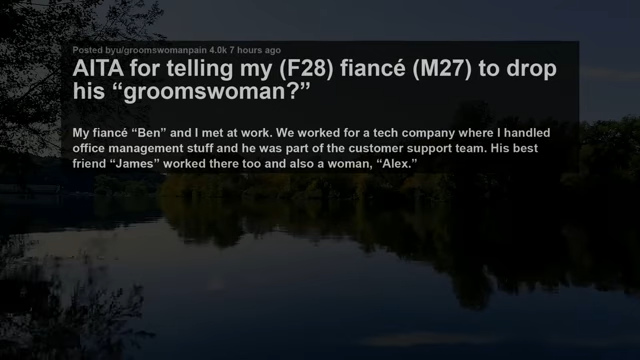 Posted byu/groomswomanpain 4.0k 7 hours ago
AITA for telling my (F28) fiancé (M27) to drop
his “groomswoman?”
My fiancé “Ben” and I met at work. We worked for a tech company where I handled
office management stuff and he was part of the customer support team. His best
friend “James” worked there too and also a woman, “Alex.”